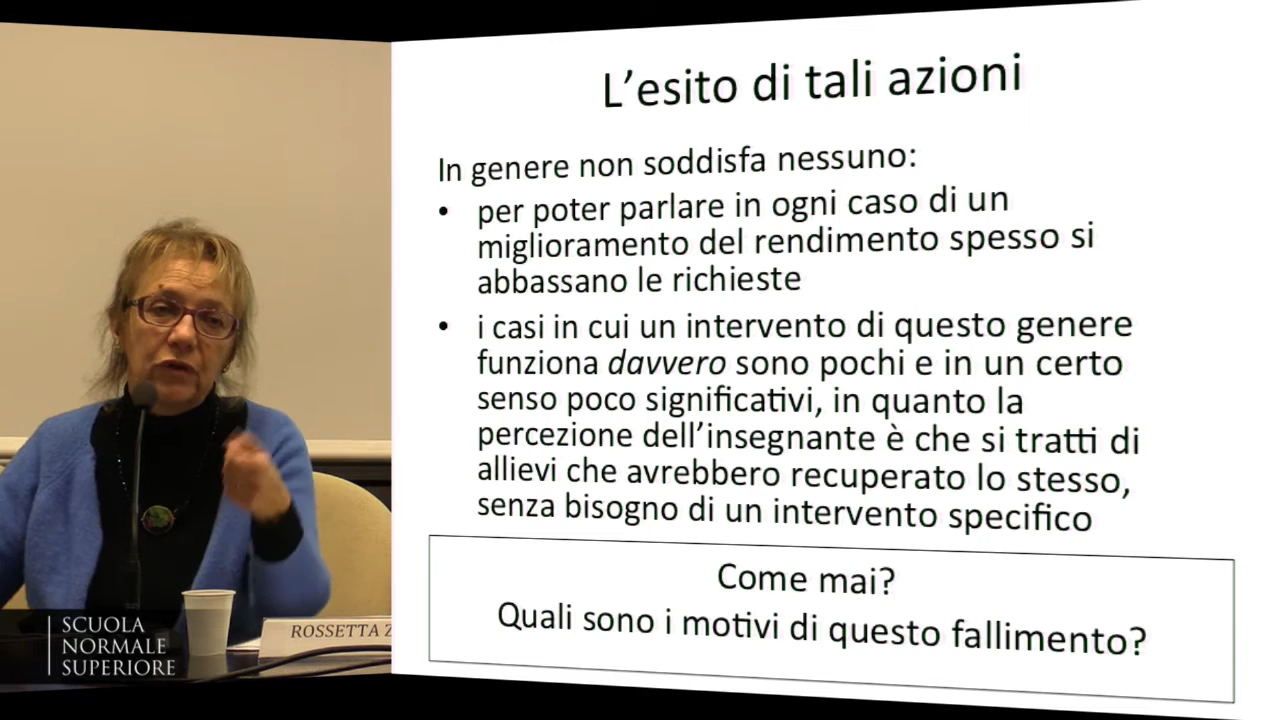 L'esito di tali azioni
In genere non soddisfa nessuno:
• per poter parlare in ogni caso di un
miglioramento del rendimento spesso si
abbassano le richieste
• i casi in cui un intervento di questo genere
funziona davvero sono pochi e in un certo
senso poco significativi, in quanto la
percezione dell'insegnante è che si tratti di
allievi che avrebbero recuperato lo stesso,
senza bisogno di un intervento specifico
Come mai?
Quali sono i motivi di questo fallimento?
ROSSETTA Z
SCUOLA
NORMALE
SUPERIORE